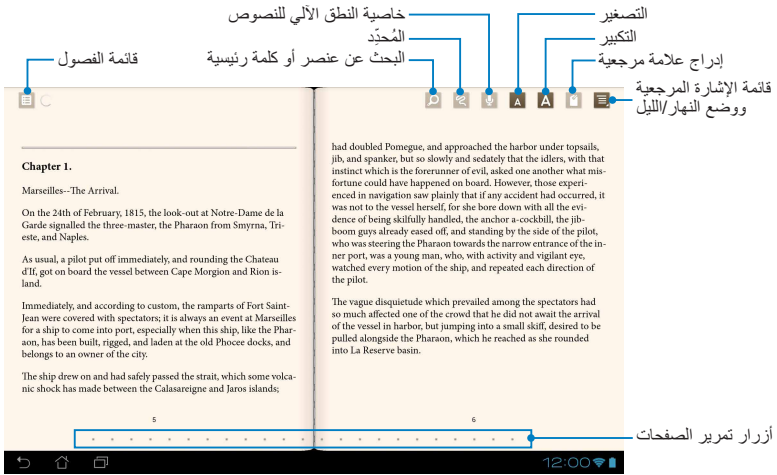 التصغير
خاصية النطق الآلي للنصوص
التكبير
المُحدِّد
إدراج علامة مرجعية
البحث عن عنصر أو كلمة رئيسية
قائمة الفصول
قائمة الإشارة المرجعية
ووضع النهار/الليل
A
A
Chapter 1.
Marseilles--The Arrival.
On the 24th of February, 1815, the look-out at Notre-Dame de la
Garde signalled the three-master, the Pharaon from Smyrna, Tri-
este, and Naples.
As usual, a pilot put off immediately, and rounding the Chateau
d'If, got on board the vessel between Cape Morgion and Rion is-
land.
Immediately, and according to custom, the ramparts of Fort Saint-
Jean were covered with spectators; it is always an event at Marseilles
for a ship to come into port, especially when this ship, like the Phar-
aon, has been built, rigged, and laden at the old Phocee docks, and
belongs to an owner of the city.
The ship drew on and had safely passed the strait, which some volca-
nic shock has made between the Calasareigne and Jaros islands;
5
had doubled Pomegue, and approached the harbor under topsails,
jib, and spanker, but so slowly and sedately that the idlers, with that
instinct which is the forerunner of evil, asked one another what mis-
fortune could have happened on board. However, those experi-
enced in navigation saw plainly that if any accident had occurred, it
was not to the vessel herself, for she bore down with all the evi-
dence of being skilfully handled, the anchor a-cockbill, the jib-
boom guys already eased off, and standing by the side of the pilot,
who was steering the Pharaon towards the narrow entrance of the in-
ner port, was a young man, who, with activity and vigilant eye,
watched every motion of the ship, and repeated each direction of
the pilot.
The vague disquietude which prevailed among the spectators had
so much affected one of the crowd that he did not await the arrival
of the vessel in harbor, but jumping into a small skiff, desired to be
pulled alongside the Pharaon, which he reached as she rounded
into La Reserve basin.
6
أزرار تمرير الصفحات
12:00